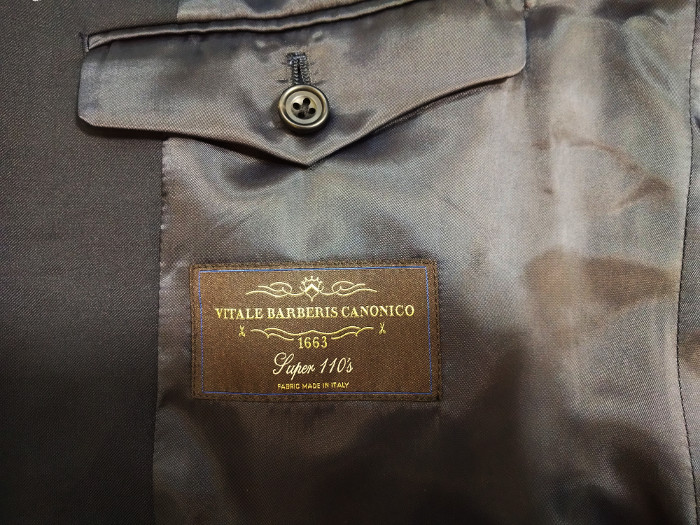 VITALE BARBERIS CANONICO
1663
Super 110's
FABRIC MADE IN ITALY